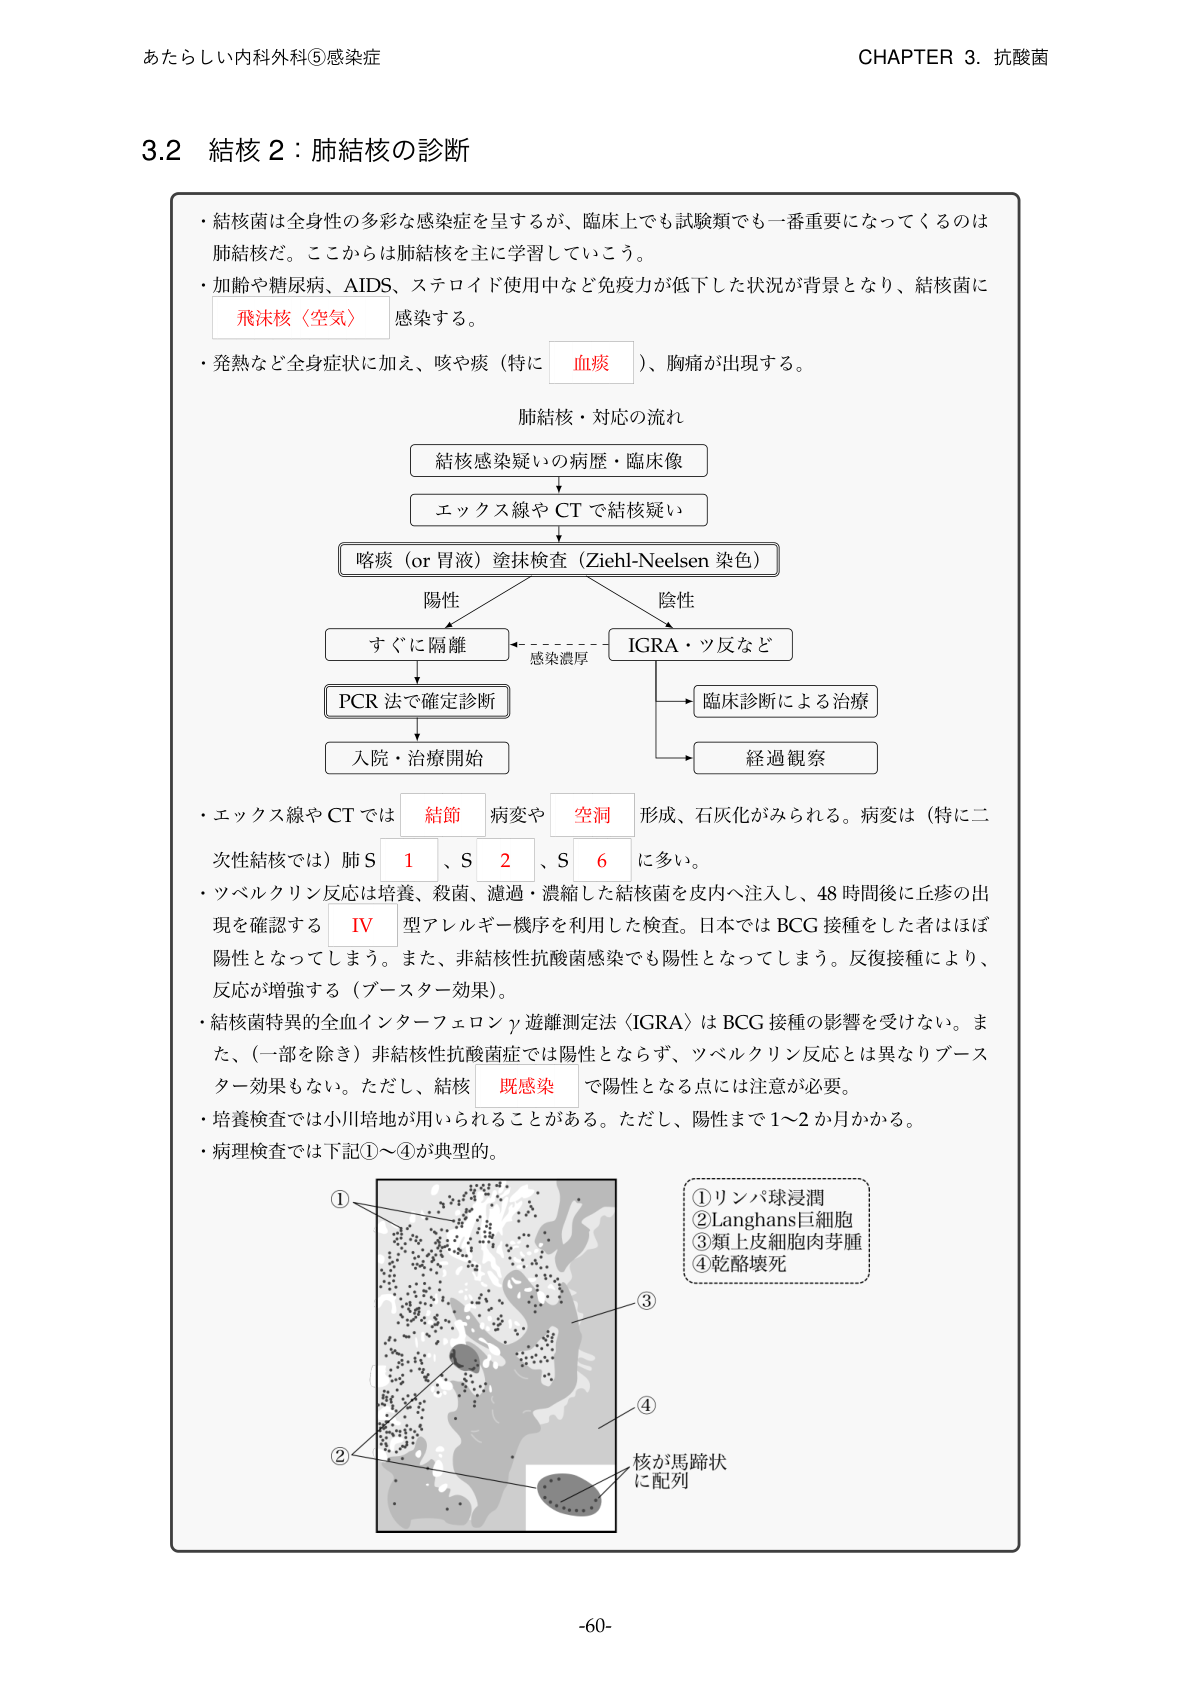 あたらしい内科外科⑤感染症
CHAPTER 3. 抗酸菌
3.2 結核 2：肺結核の診断
・結核菌は全身性の多彩な感染症を呈するが、臨床上でも試験類でも一番重要になってくるのは
肺結核だ。ここからは肺結核を主に学習していこう。
・加齢や糖尿病、AIDS、ステロイド使用中など免疫力が低下した状況が背景となり、結核菌に
飛沫核〈空気〉 感染する。
・発熱など全身症状に加え、咳や痰（特に 血痰 ）、胸痛が出現する。
肺結核・対応の流れ
結核感染疑いの病歴・臨床像
エックス線や CT で結核疑い
喀痰（or 胃液）塗抹検査（Ziehl-Neelsen 染色）
陽性
陰性
すぐに隔離
感染濃厚
IGRA・ツ反など
PCR 法で確定診断
臨床診断による治療
入院・治療開始
経過観察
・エックス線や CT では 結節 病変や 空洞 形成、石灰化がみられる。病変は（特に二
次性結核では）肺 S 1 、S 2 、S 6 に多い。
・ツベルクリン反応は培養、殺菌、濾過・濃縮した結核菌を皮内へ注入し、48 時間後に丘疹の出
現を確認する IV 型アレルギー機序を利用した検査。日本では BCG 接種をした者はほぼ
陽性となってしまう。また、非結核性抗酸菌感染でも陽性となってしまう。反復接種により、
反応が増強する（ブースター効果）。
・結核菌特異的全血インターフェロン γ 遊離測定法〈IGRA〉は BCG 接種の影響を受けない。ま
た、（一部を除き）非結核性抗酸菌症では陽性とならず、ツベルクリン反応とは異なりブース
ター効果もない。ただし、結核 既感染 で陽性となる点には注意が必要。
・培養検査では小川培地が用いられることがある。ただし、陽性まで 1〜2 か月かかる。
・病理検査では下記①〜④が典型的。
①
①リンパ球浸潤
②Langhans巨細胞
③類上皮細胞肉芽腫
④乾酪壊死
③
④
②
核が馬蹄状
に配列
-60-